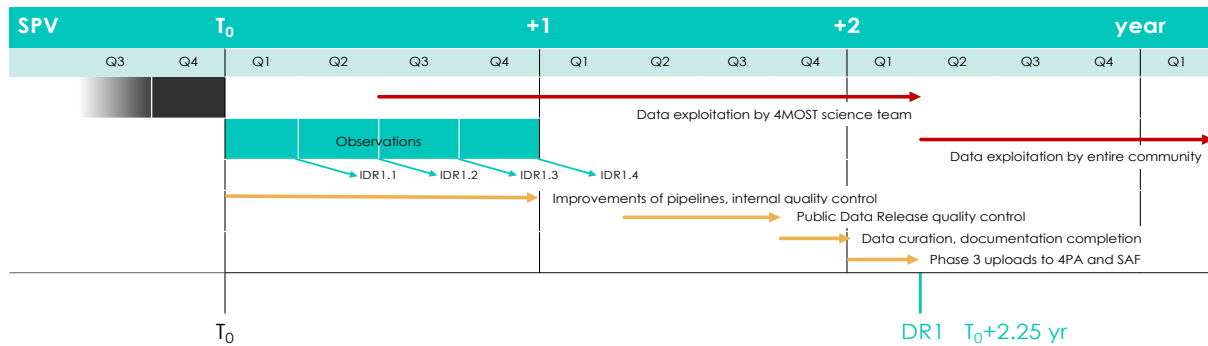 SPV T₀ +1 +2 year
Q3 Q4 Q1 Q2 Q3 Q4 Q1 Q2 Q3 Q4 Q1 Q2 Q3 Q4 Q1
Data exploitation by 4MOST science team
Observations
Data exploitation by entire community
IDR1.1 IDR1.2 IDR1.3 IDR1.4
Improvements of pipelines, internal quality control
Public Data Release quality control
Data curation, documentation completion
Phase 3 uploads to 4PA and SAF
T₀ DR1 T₀+2.25 yr